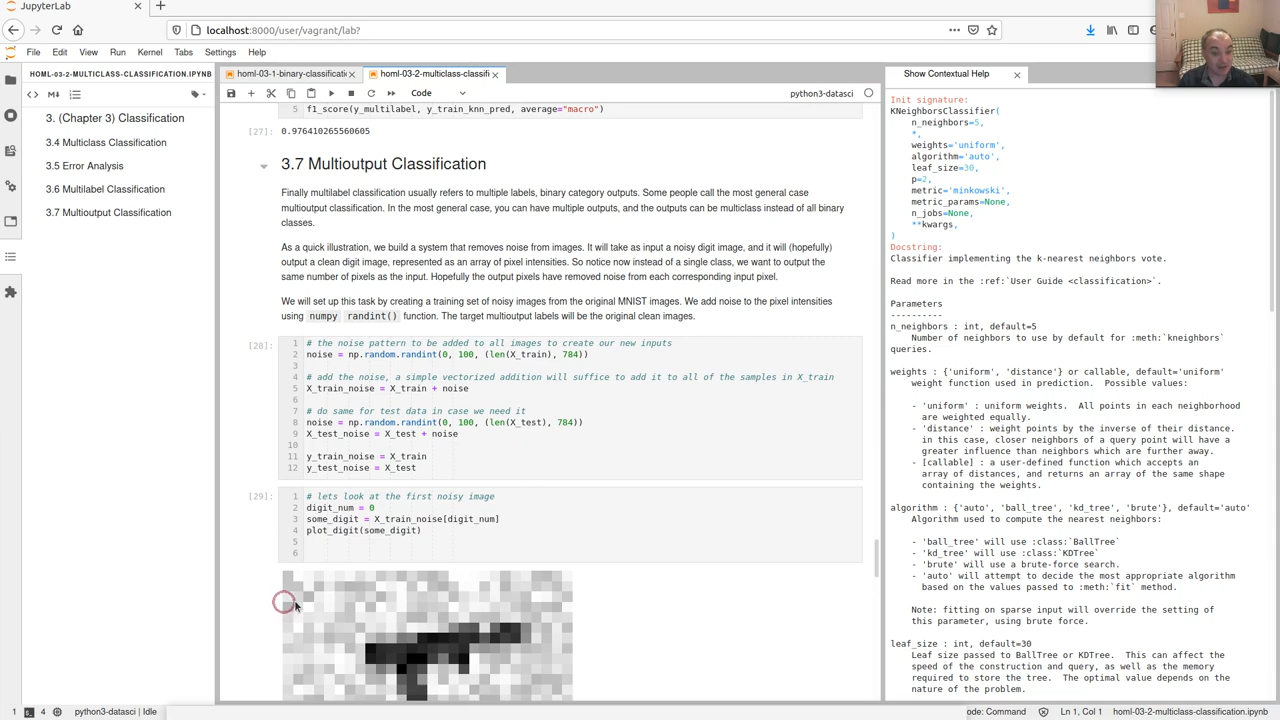 JupyterLab
localhost:8000/user/vagrant/lab?
File Edit View Run Kernel Tabs Settings Help
HOML-03-2-MULTICLASS-CLASSIFICATION.IPYNB
3. (Chapter 3) Classification
3.4 Multiclass Classification
3.5 Error Analysis
3.6 Multilabel Classification
3.7 Multioutput Classification
homl-03-1-binary-classificatio
homl-03-2-multiclass-classifi
Code
python3-datasci
5 f1_score(y_multilabel, y_train_knn_pred, average="macro")
[27]: 0.976410265560605
3.7 Multioutput Classification
Finally multilabel classification usually refers to multiple labels, binary category outputs. Some people call the most general case
multioutput classification. In the most general case, you can have multiple outputs, and the outputs can be multiclass instead of all binary
classes.
As a quick illustration, we build a system that removes noise from images. It will take as input a noisy digit image, and it will (hopefully)
output a clean digit image, represented as an array of pixel intensities. So notice now instead of a single class, we want to output the
same number of pixels as the input. Hopefully the output pixels have removed noise from each corresponding input pixel.
We will set up this task by creating a training set of noisy images from the original MNIST images. We add noise to the pixel intensities
using numpy randint() function. The target multioutput labels will be the original clean images.
[28]: 1 # the noise pattern to be added to all images to create our new inputs
2 noise = np.random.randint(0, 100, (len(X_train), 784))
3
4 # add the noise, a simple vectorized addition will suffice to add it to all of the samples in X_train
5 X_train_noise = X_train + noise
6
7 # do same for test data in case we need it
8 noise = np.random.randint(0, 100, (len(X_test), 784))
9 X_test_noise = X_test + noise
10
11 y_train_noise = X_train
12 y_test_noise = X_test
[29]: 1 # lets look at the first noisy image
2 digit_num = 0
3 some_digit = X_train_noise[digit_num]
4 plot_digit(some_digit)
5
6
Show Contextual Help
Init signature:
KNeighborsClassifier(
n_neighbors=5,
*,
weights='uniform',
algorithm='auto',
leaf_size=30,
p=2,
metric='minkowski',
metric_params=None,
n_jobs=None,
**kwargs,
)
Docstring:
Classifier implementing the k-nearest neighbors vote.
Read more in the :ref:`User Guide <classification>`.
Parameters
----------
n_neighbors : int, default=5
Number of neighbors to use by default for :meth:`kneighbors`
queries.
weights : {'uniform', 'distance'} or callable, default='uniform'
weight function used in prediction. Possible values:
- 'uniform' : uniform weights. All points in each neighborhood
are weighted equally.
- 'distance' : weight points by the inverse of their distance.
in this case, closer neighbors of a query point will have a
greater influence than neighbors which are further away.
- [callable] : a user-defined function which accepts an
array of distances, and returns an array of the same shape
containing the weights.
algorithm : {'auto', 'ball_tree', 'kd_tree', 'brute'}, default='auto'
Algorithm used to compute the nearest neighbors:
- 'ball_tree' will use :class:`BallTree`
- 'kd_tree' will use :class:`KDTree`
- 'brute' will use a brute-force search.
- 'auto' will attempt to decide the most appropriate algorithm
based on the values passed to :meth:`fit` method.
Note: fitting on sparse input will override the setting of
this parameter, using brute force.
leaf_size : int, default=30
Leaf size passed to BallTree or KDTree. This can affect the
speed of the construction and query, as well as the memory
required to store the tree. The optimal value depends on the
nature of the problem.
1 4 python3-datasci | Idle
ode: Command Ln 1, Col 1 homl-03-2-multiclass-classification.ipynb